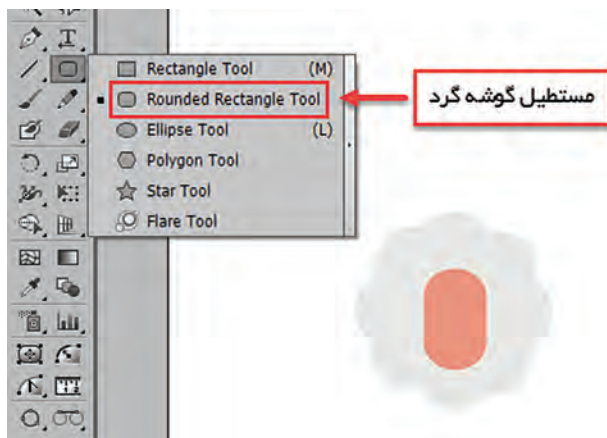 Rectangle Tool (M)
Rounded Rectangle Tool
مستطیل گوشه گرد
Ellipse Tool (L)
Polygon Tool
Star Tool
Flare Tool